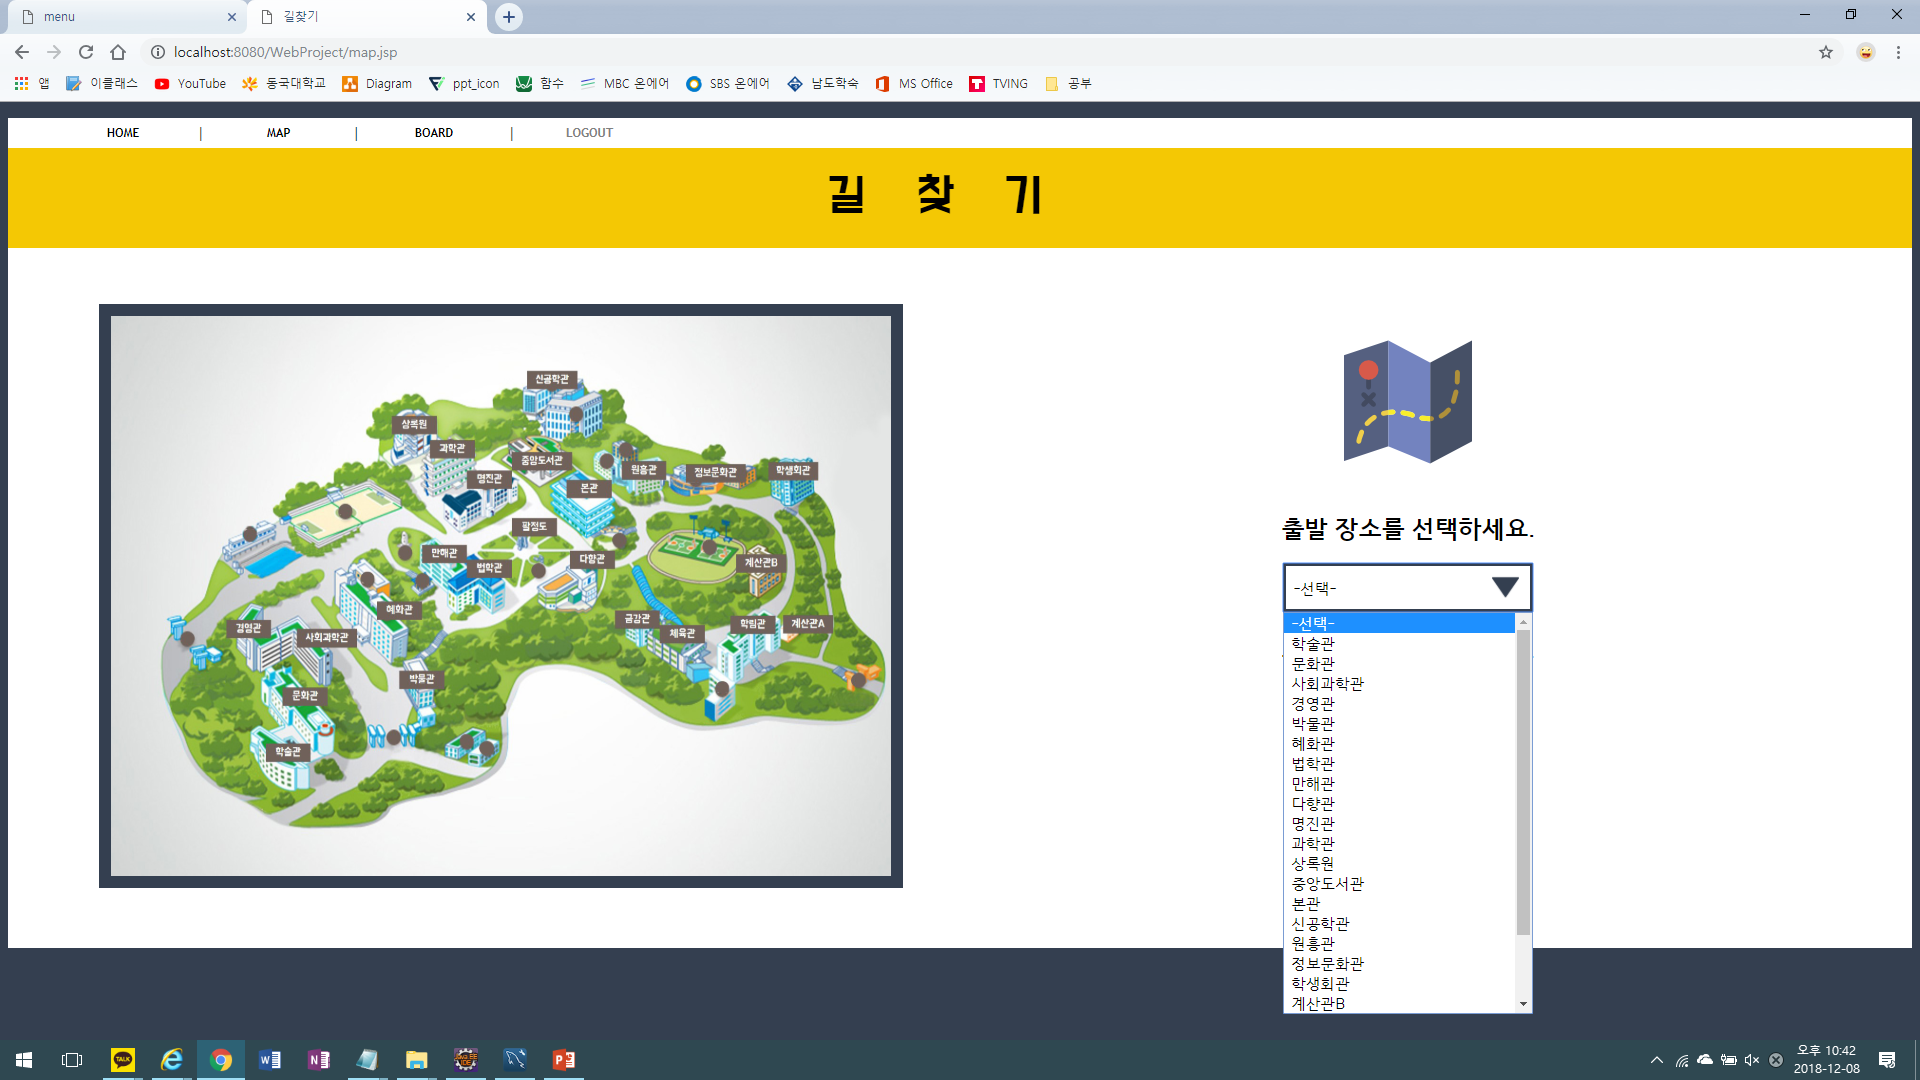 menu
길찾기
localhost:8080/WebProject/map.jsp
앱 이클래스 YouTube 동국대학교 Diagram ppt_icon 함수 MBC 온에어 SBS 온에어 남도학숙 MS Office TVING 공부
HOME | MAP | BOARD | LOGOUT
길 찾 기
신공학관
상록원
과학관
중앙도서관
명진관
원흥관
정보문화관
학생회관
본관
팔정도
만해관
법학관
다향관
계산관B
혜화관
경영관
사회과학관
금강관
체육관
학림관
계산관A
박물관
문화관
학술관
출발 장소를 선택하세요.
-선택-
-선택-
학술관
문화관
사회과학관
경영관
박물관
혜화관
법학관
만해관
다향관
명진관
과학관
상록원
중앙도서관
본관
신공학관
원흥관
정보문화관
학생회관
계산관B
TALK
오후 10:42
2018-12-08